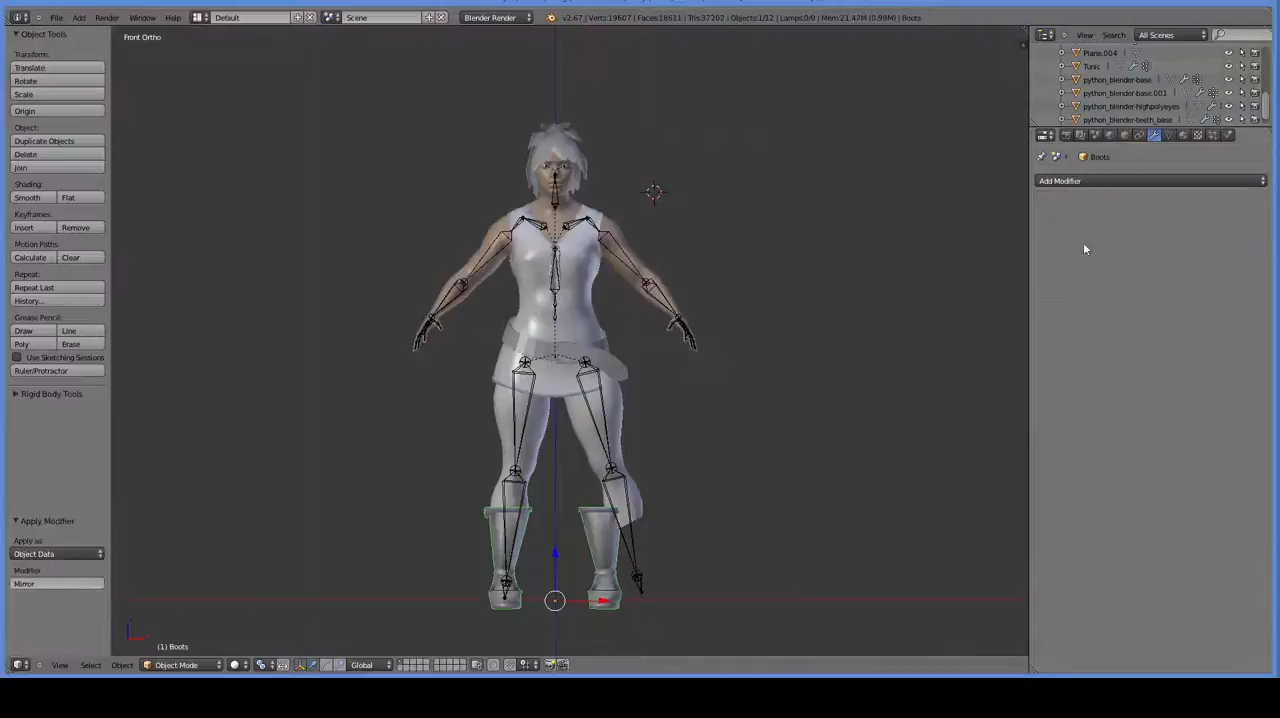 File Add Render Window Help Default Scene Blender Render v2.67 | Verts:19607 | Faces:18611 | Tris:37202 | Objects:1/12 | Lamps:0/0 | Mem:21.47M (0.98M) | Boots
Object Tools
Transform:
Translate
Rotate
Scale
Origin
Object:
Duplicate Objects
Delete
Join
Shading:
Smooth Flat
Keyframes:
Insert Remove
Motion Paths:
Calculate Clear
Repeat:
Repeat Last
History...
Grease Pencil:
Draw Line
Poly Erase
Use Sketching Sessions
Ruler/Protractor
Rigid Body Tools
Apply Modifier
Apply as
Object Data
Modifier
Mirror
Front Ortho
(1) Boots
View Select Object Object Mode Global
View Search All Scenes
Plane.004
Tunic
python_blender-base
python_blender-base.001
python_blender-highpolyeyes
python_blender-teeth_base
Boots
Add Modifier